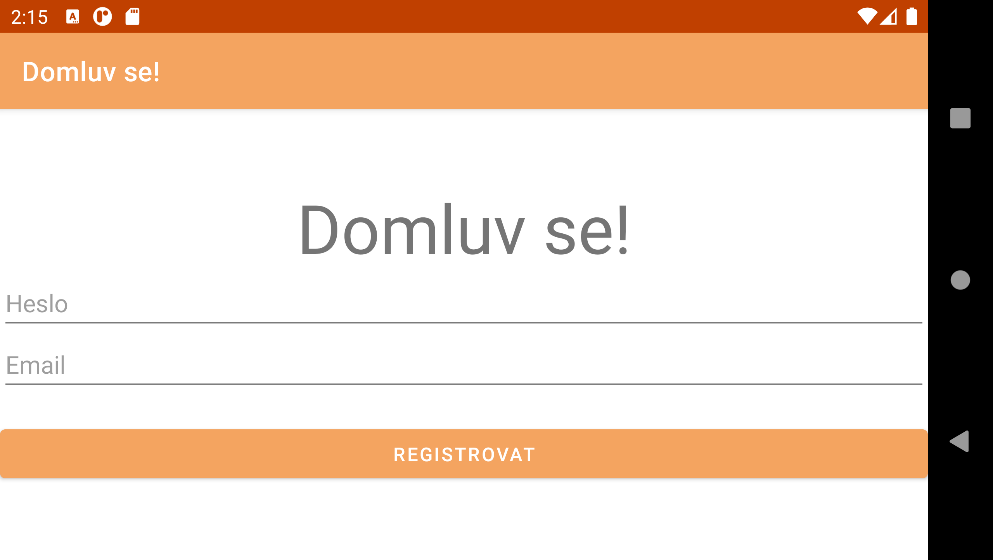 2:15
Domluv se!
Domluv se!
Heslo
Email
REGISTROVAT